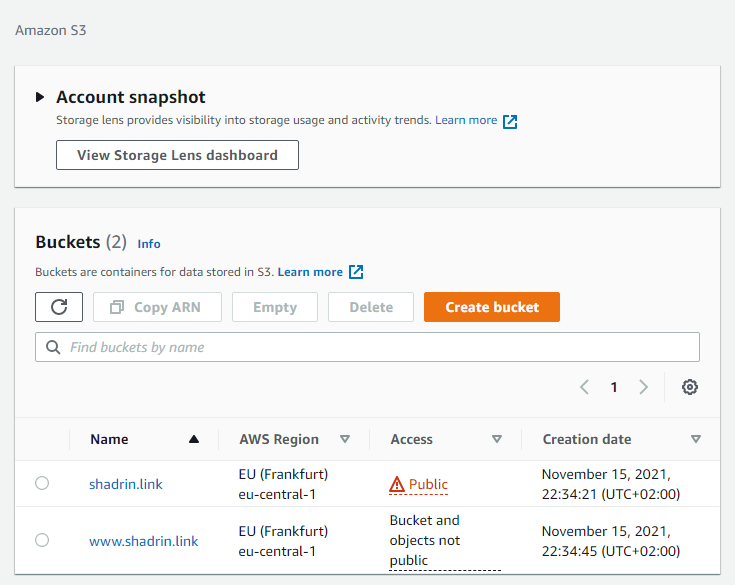 Amazon S3
Account snapshot
Storage lens provides visibility into storage usage and activity trends. Learn more
View Storage Lens dashboard
Buckets (2) Info
Buckets are containers for data stored in S3. Learn more
Copy ARN Empty Delete Create bucket
Find buckets by name
1
Name AWS Region Access Creation date
shadrin.link EU (Frankfurt) eu-central-1 Public November 15, 2021, 22:34:21 (UTC+02:00)
www.shadrin.link EU (Frankfurt) eu-central-1 Bucket and objects not public November 15, 2021, 22:34:45 (UTC+02:00)